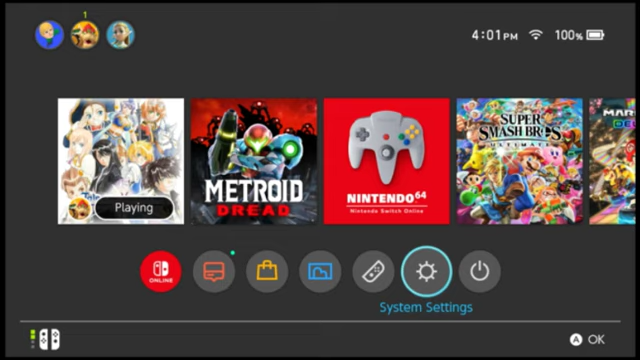 1
4:01PM
100%
Playing
METROID
DREAD
NINTENDO 64
Nintendo Switch Online
SUPER
SMASH BROS.
ULTIMATE
MAR
ONLINE
System Settings
A OK